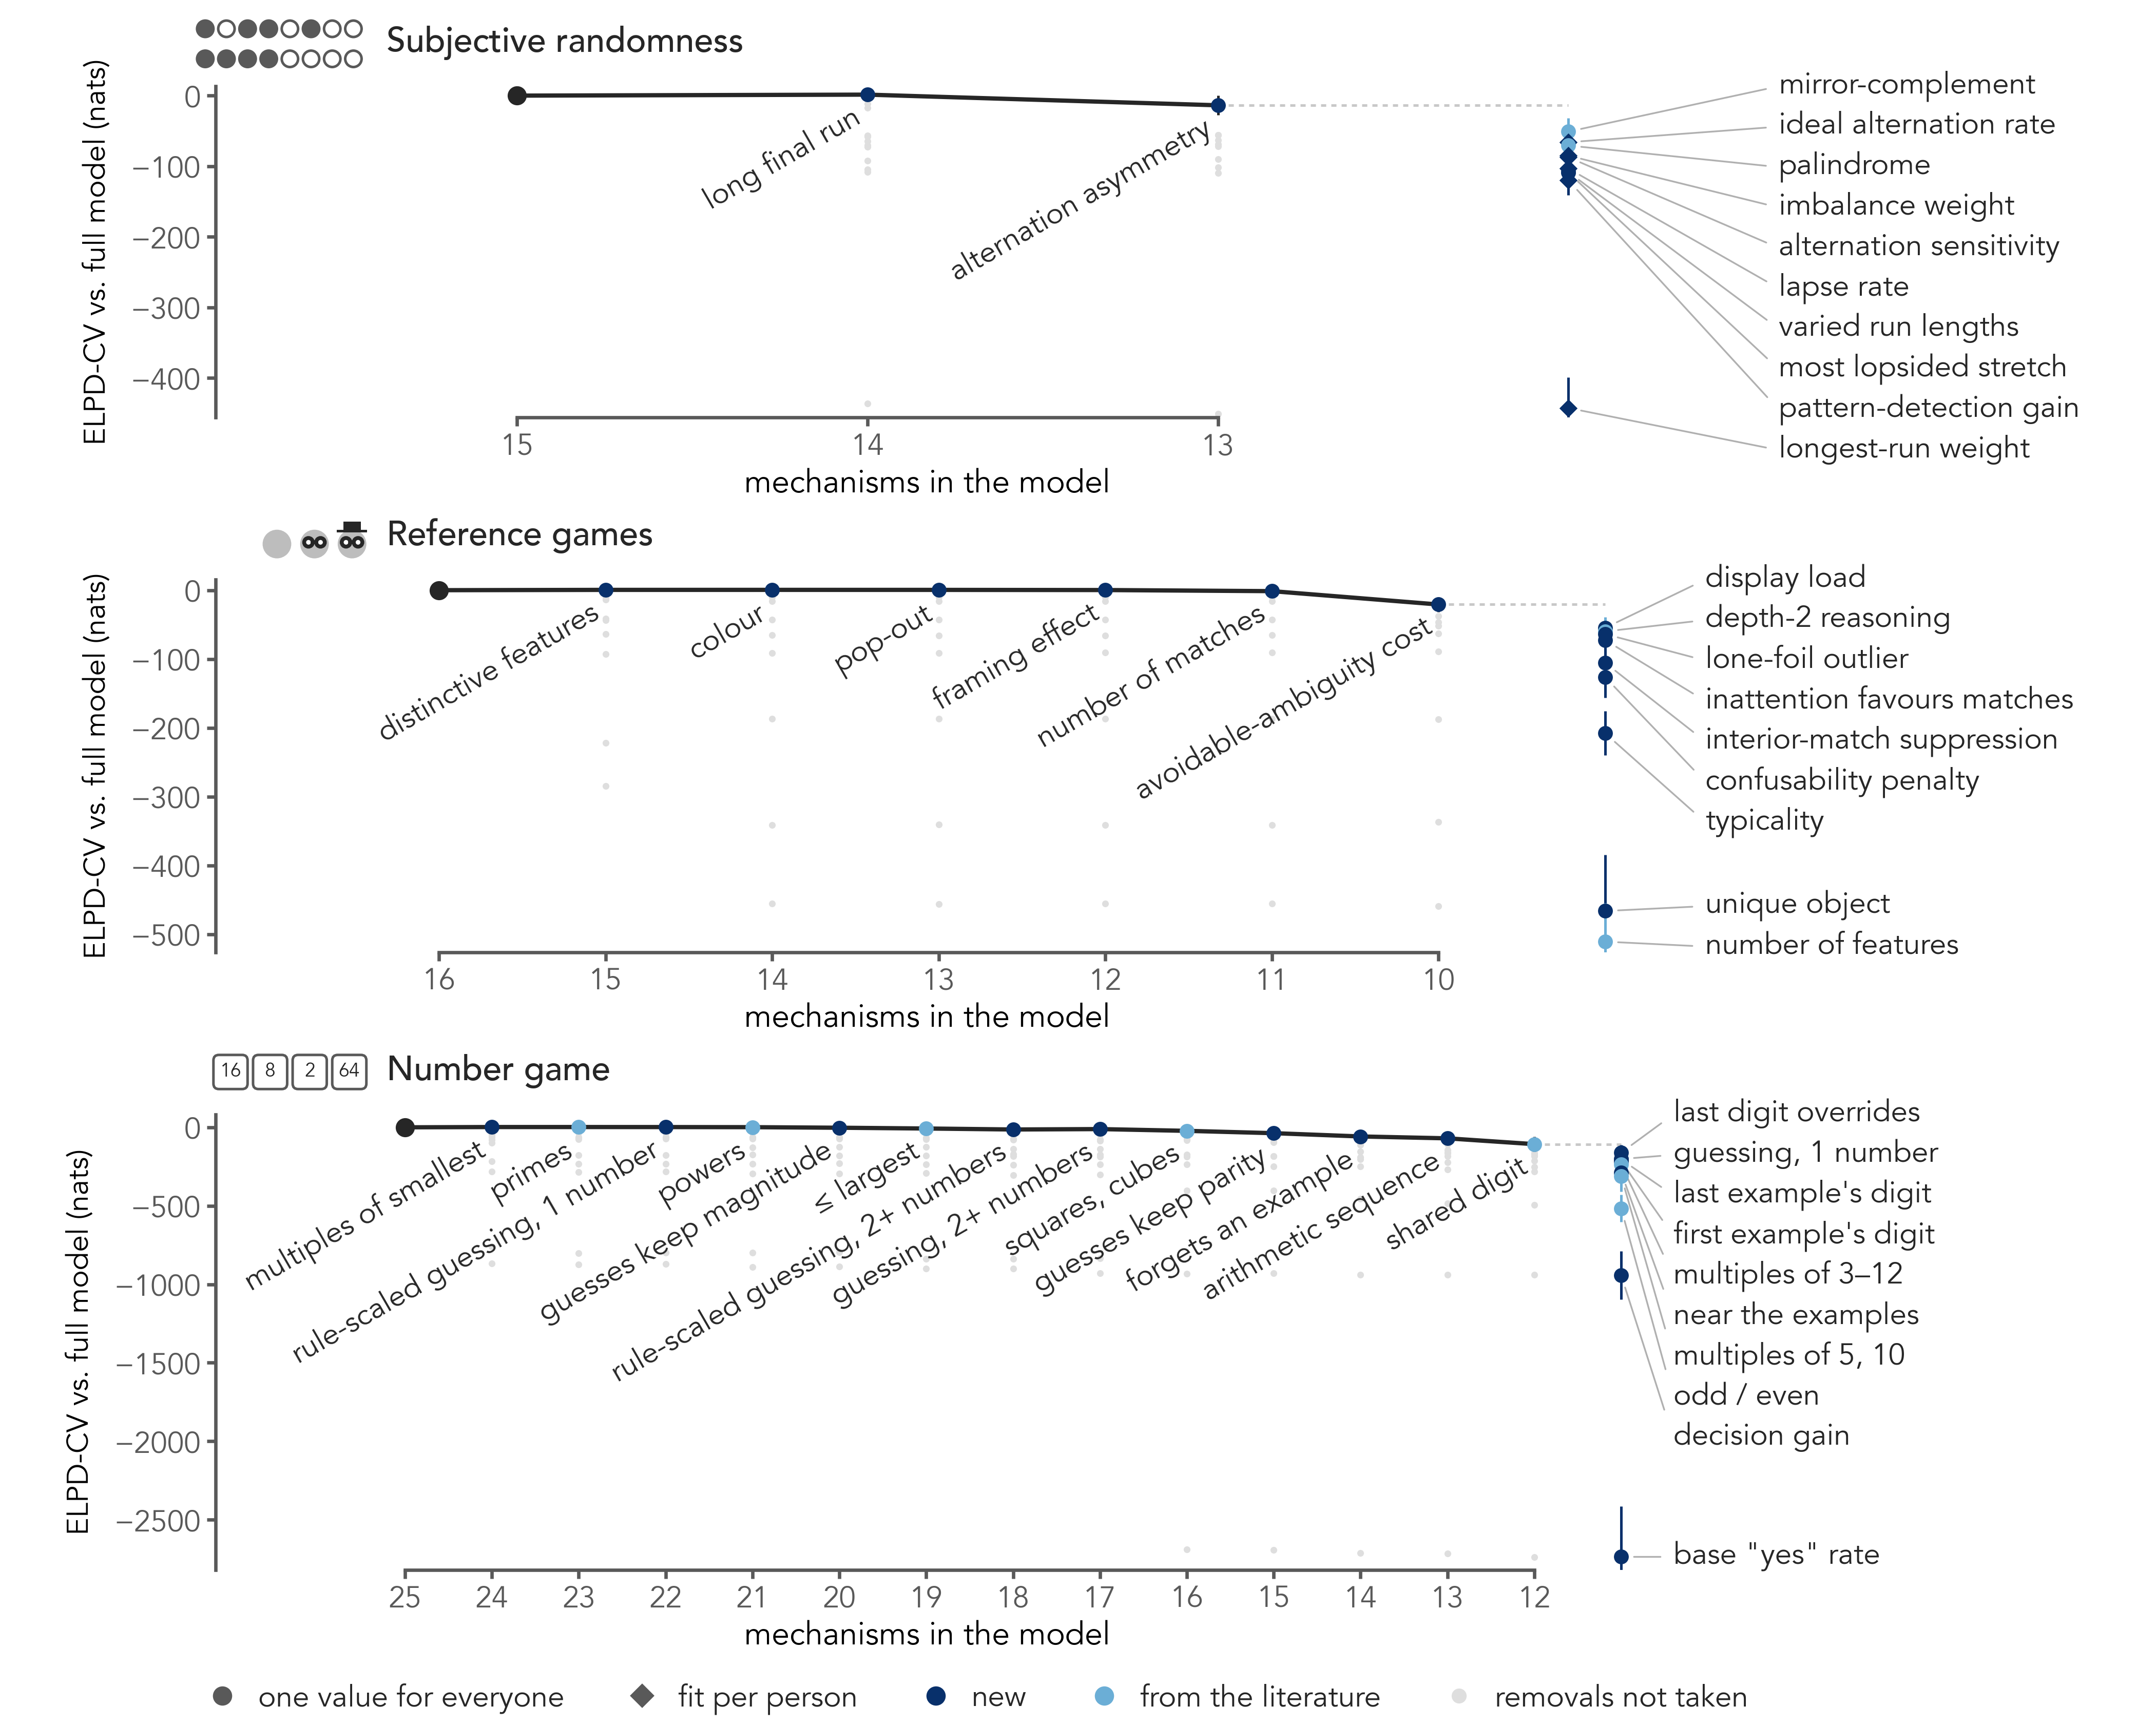 Subjective randomness
ELPD-CV vs. full model (nats)
0
−100
−200
−300
−400
long final run
alternation asymmetry
15
14
13
mechanisms in the model
mirror-complement
ideal alternation rate
palindrome
imbalance weight
alternation sensitivity
lapse rate
varied run lengths
most lopsided stretch
pattern-detection gain
longest-run weight
Reference games
ELPD-CV vs. full model (nats)
0
−100
−200
−300
−400
−500
distinctive features
colour
pop-out
framing effect
number of matches
avoidable-ambiguity cost
16
15
14
13
12
11
10
mechanisms in the model
display load
depth-2 reasoning
lone-foil outlier
inattention favours matches
interior-match suppression
confusability penalty
typicality
unique object
number of features
16
8
2
64
Number game
ELPD-CV vs. full model (nats)
0
−500
−1000
−1500
−2000
−2500
multiples of smallest
primes
rule-scaled guessing, 1 number
powers
guesses keep magnitude
≤ largest
rule-scaled guessing, 2+ numbers
guessing, 2+ numbers
squares, cubes
guesses keep parity
forgets an example
arithmetic sequence
shared digit
25
24
23
22
21
20
19
18
17
16
15
14
13
12
mechanisms in the model
last digit overrides
guessing, 1 number
last example's digit
first example's digit
multiples of 3–12
near the examples
multiples of 5, 10
odd / even
decision gain
base "yes" rate
one value for everyone
fit per person
new
from the literature
removals not taken